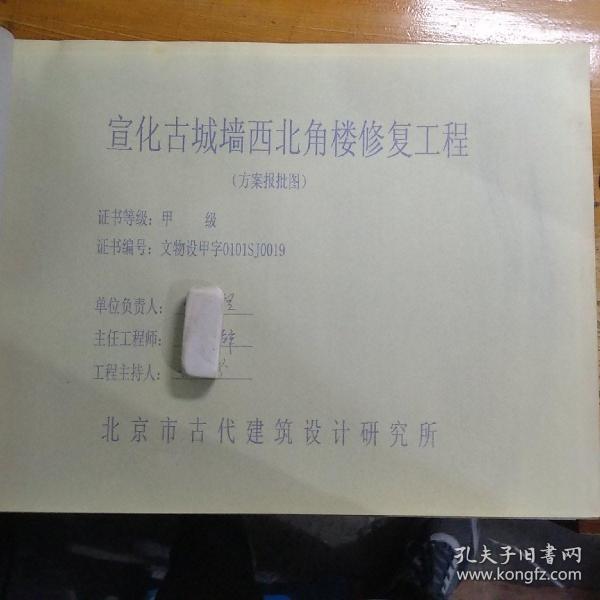 宣化古城墙西北角楼修复工程
(方案报批图)
证书等级: 甲 级
证书编号: 文物设甲字0101SJ0019
单位负责人:
主任工程师:
工程主持人:
北京市古代建筑设计研究所
孔夫子旧书网
www.kongfz.com